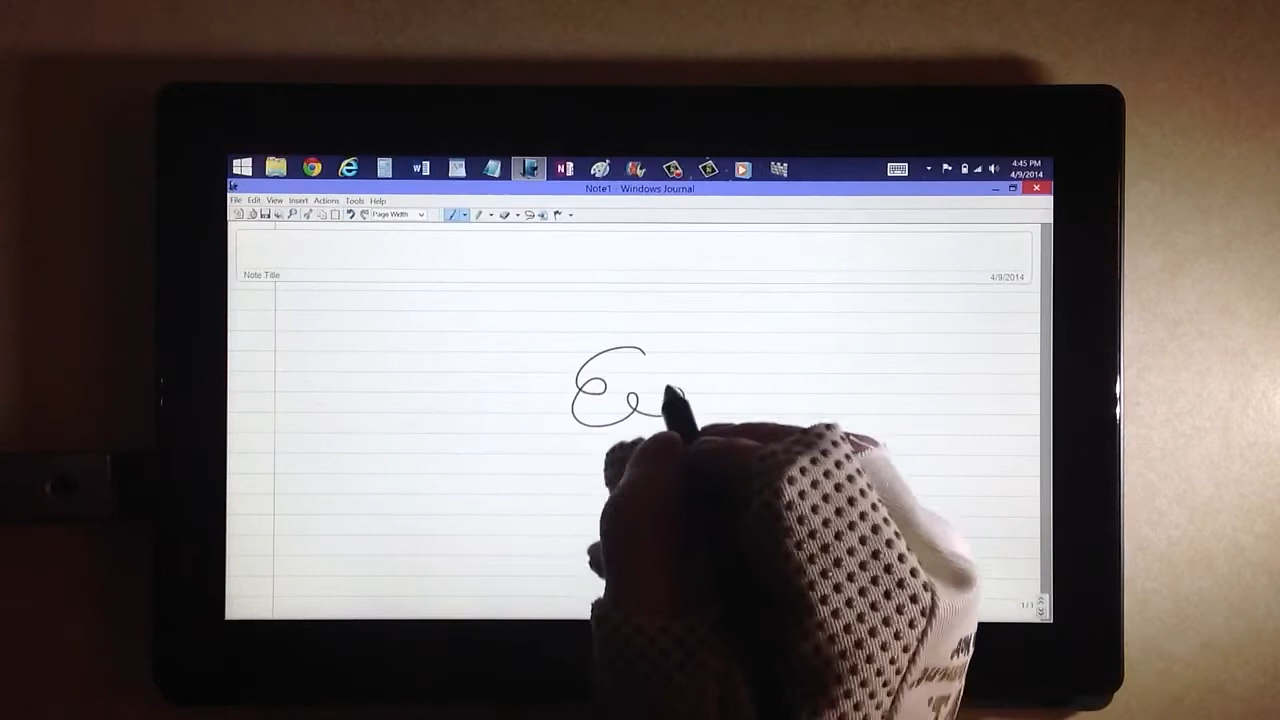 4:45 PM
4/9/2014
Note1 - Windows Journal
File Edit View Insert Actions Tools Help
Page Width
Note Title
4/9/2014
E
1/1